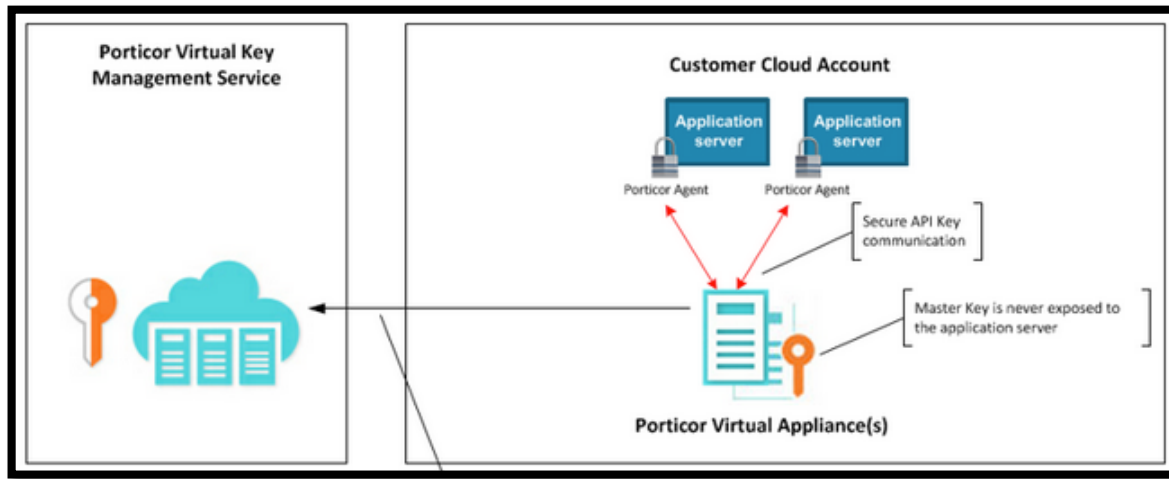 Porticor Virtual Key
Management Service
Customer Cloud Account
Application
server
Application
server
Porticor Agent
Porticor Agent
Secure API Key
communication
Master Key is never exposed to
the application server
Porticor Virtual Appliance(s)